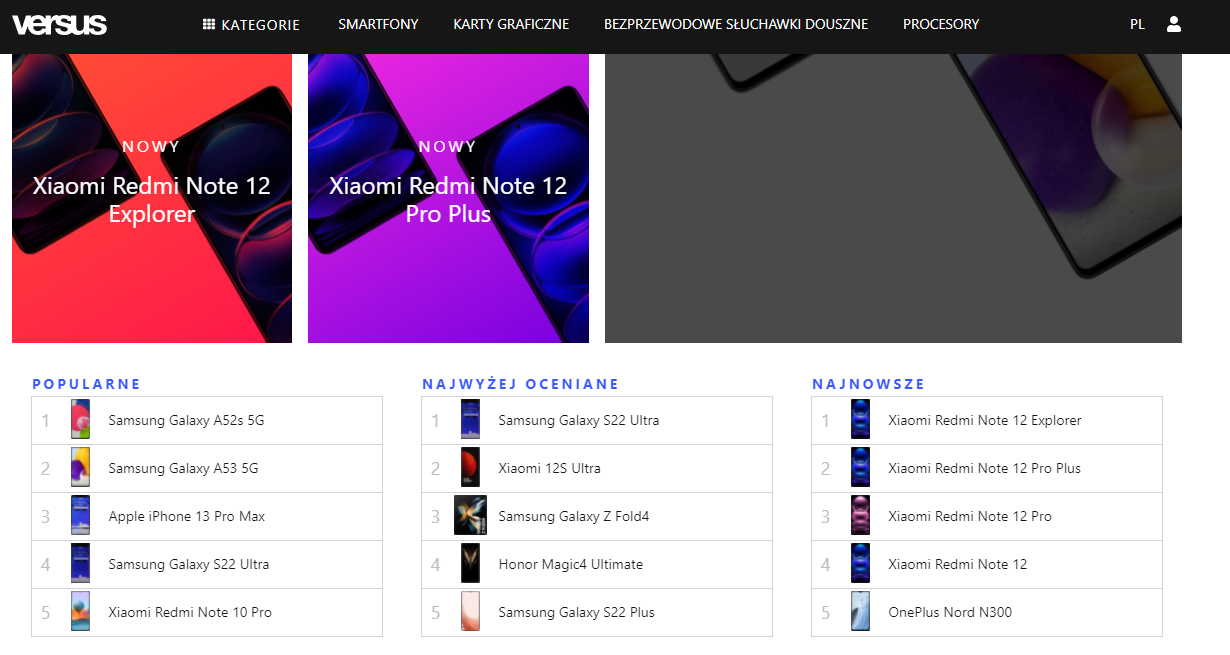 versus
KATEGORIE
SMARTFONY
KARTY GRAFICZNE
BEZPRZEWODOWE SŁUCHAWKI DOUSZNE
PROCESORY
PL
NOWY
Xiaomi Redmi Note 12
Explorer
NOWY
Xiaomi Redmi Note 12
Pro Plus
POPULARNE
1 Samsung Galaxy A52s 5G
2 Samsung Galaxy A53 5G
3 Apple iPhone 13 Pro Max
4 Samsung Galaxy S22 Ultra
5 Xiaomi Redmi Note 10 Pro
NAJWYŻEJ OCENIANE
1 Samsung Galaxy S22 Ultra
2 Xiaomi 12S Ultra
3 Samsung Galaxy Z Fold4
4 Honor Magic4 Ultimate
5 Samsung Galaxy S22 Plus
NAJNOWSZE
1 Xiaomi Redmi Note 12 Explorer
2 Xiaomi Redmi Note 12 Pro Plus
3 Xiaomi Redmi Note 12 Pro
4 Xiaomi Redmi Note 12
5 OnePlus Nord N300